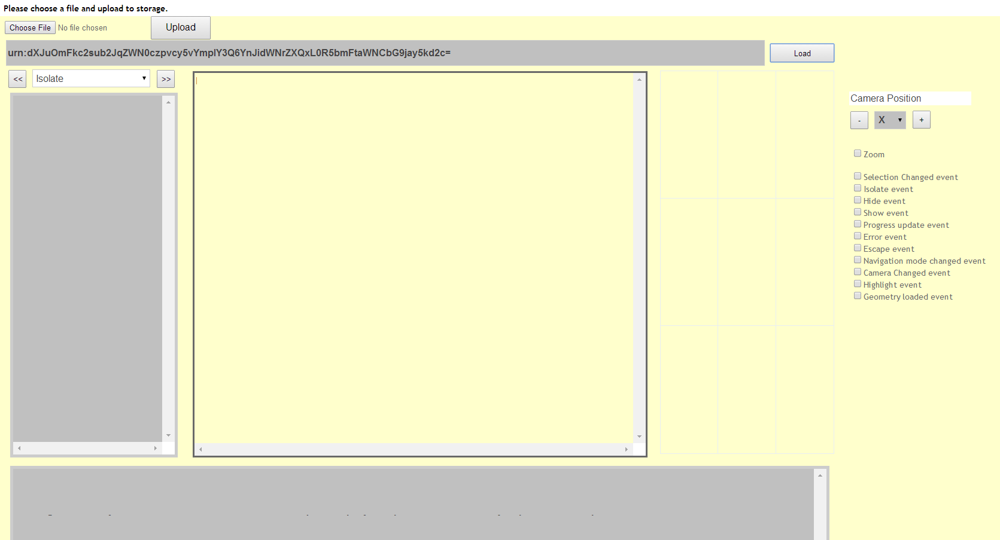 Please choose a file and upload to storage.
Choose File No file chosen Upload
urn:dXJuOmFkc2sub2JqZWN0czpvcy5vYmplY3Q6YnJidWNrZXQxL0R5bmFtaWNCbG9jay5kd2c= Load
<< Isolate >>
Camera Position
- X +
Zoom
Selection Changed event
Isolate event
Hide event
Show event
Progress update event
Error event
Escape event
Navigation mode changed event
Camera Changed event
Highlight event
Geometry loaded event